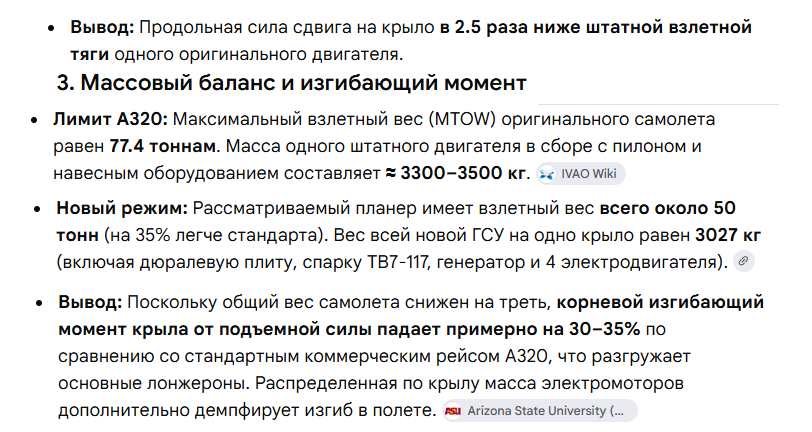 • Вывод: Продольная сила сдвига на крыло в 2.5 раза ниже штатной взлетной
тяги одного оригинального двигателя.
3. Массовый баланс и изгибающий момент
• Лимит А320: Максимальный взлетный вес (MTOW) оригинального самолета
равен 77.4 тоннам. Масса одного штатного двигателя в сборе с пилоном и
навесным оборудованием составляет ≈ 3300–3500 кг. IVAO Wiki
• Новый режим: Рассматриваемый планер имеет взлетный вес всего около 50
тонн (на 35% легче стандарта). Вес всей новой ГСУ на одно крыло равен 3027 кг
(включая дюралевую плиту, спарку ТВ7-117, генератор и 4 электродвигателя).
• Вывод: Поскольку общий вес самолета снижен на треть, корневой изгибающий
момент крыла от подъемной силы падает примерно на 30–35% по
сравнению со стандартным коммерческим рейсом А320, что разгружает
основные лонжероны. Распределенная по крылу масса электромоторов
дополнительно демпфирует изгиб в полете. ASU Arizona State University (...